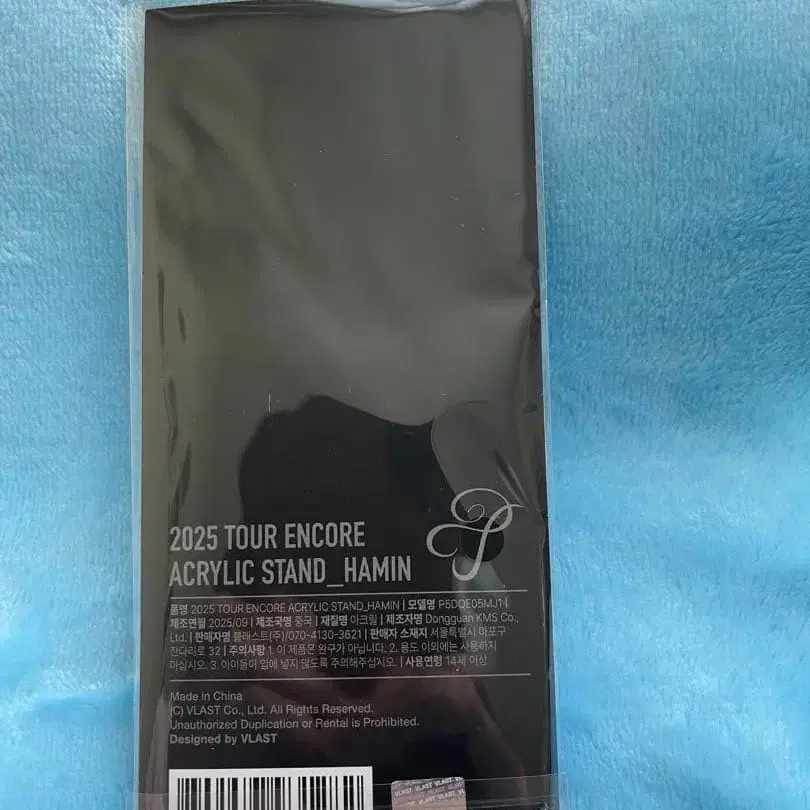 2025 TOUR ENCORE
ACRYLIC STAND_HAMIN
품명 2025 TOUR ENCORE ACRYLIC STAND_HAMIN | 모델명 P5DQE05MJ1 |
제조연월 2025/09 | 제조국명 중국 | 재질명 아크릴 | 제조자명 Dongguan KMS Co.,
Ltd. | 판매자명 블래스트(주)/070-4130-3621 | 판매자 소재지 서울특별시 마포구
잔다리로 32 | 주의사항 1. 이 제품은 완구가 아닙니다. 2. 용도 이외에는 사용하지
마십시오. 3. 아이들이 입에 넣지 않도록 주의해주십시오. | 사용연령 14세 이상
Made in China
(C) VLAST Co., Ltd. All Rights Reserved.
Unauthorized Duplication or Rental is Prohibited.
Designed by VLAST
VLAST VLAST